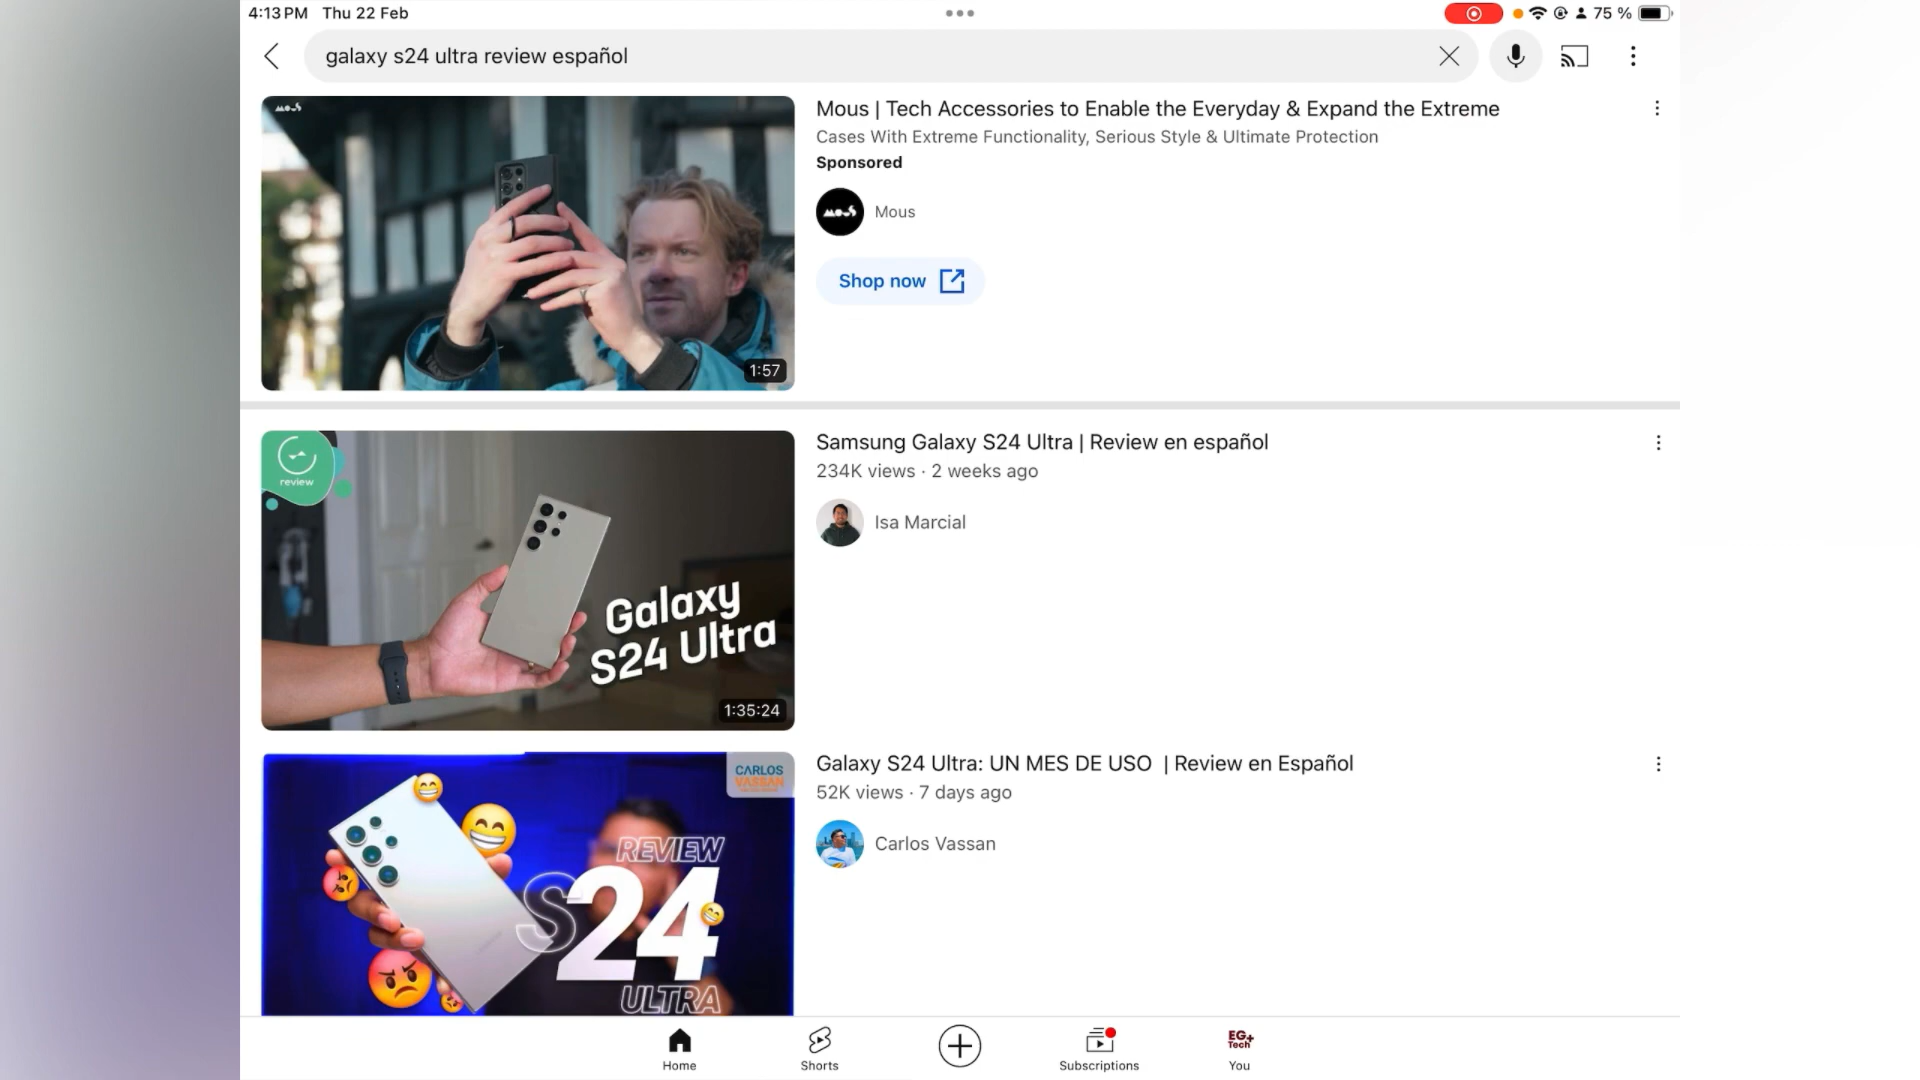 4:13 PM Thu 22 Feb
75 %
galaxy s24 ultra review español
Mous
1:57
Mous | Tech Accessories to Enable the Everyday & Expand the Extreme
Cases With Extreme Functionality, Serious Style & Ultimate Protection
Sponsored
Mous
Mous
Shop now
review
Galaxy
S24 Ultra
1:35:24
Samsung Galaxy S24 Ultra | Review en español
234K views · 2 weeks ago
Isa Marcial
CARLOS
VASSAN
REVIEW
S24
ULTRA
Galaxy S24 Ultra: UN MES DE USO | Review en Español
52K views · 7 days ago
Carlos Vassan
Home
Shorts
Subscriptions
EG+
Tech
You